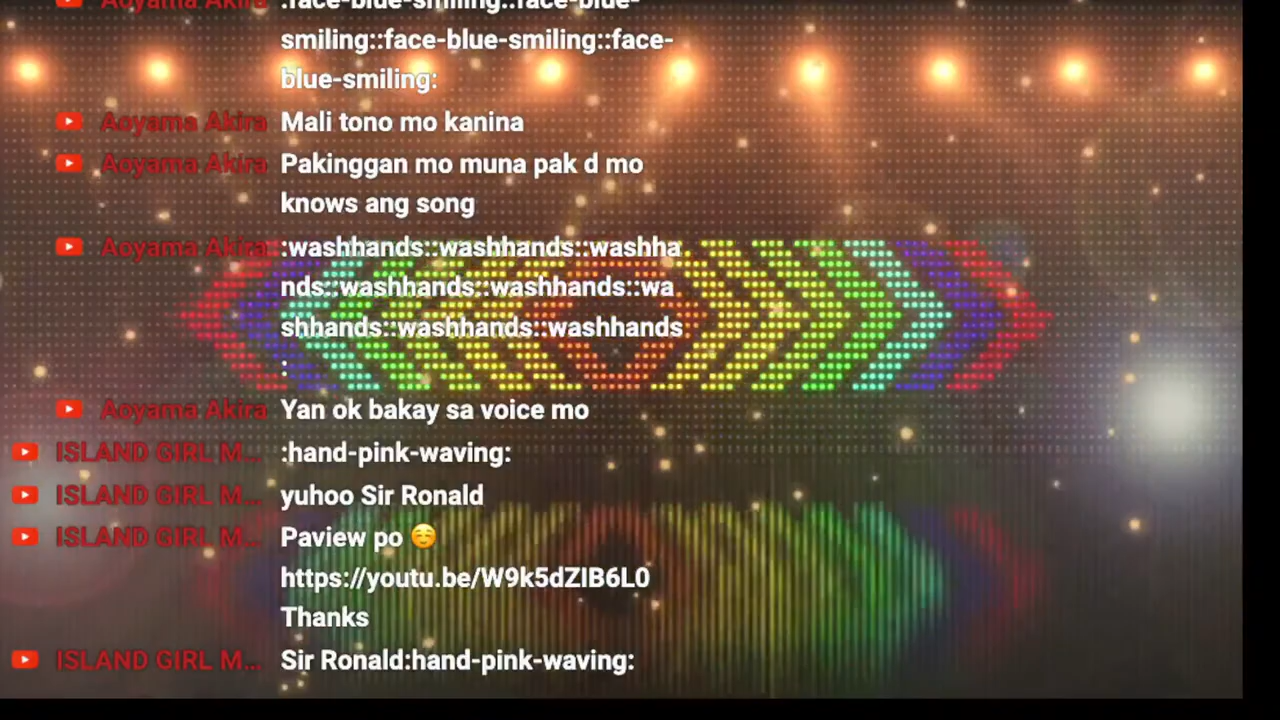 Aoyama Akira :face-blue-smiling::face-blue-
smiling::face-blue-smiling::face-
blue-smiling:
Aoyama Akira Mali tono mo kanina
Aoyama Akira Pakinggan mo muna pak d mo
knows ang song
Aoyama Akira :washhands::washhands::washha
nds::washhands::washhands::wa
shhands::washhands::washhands
:
Aoyama Akira Yan ok bakay sa voice mo
ISLAND GIRL M... :hand-pink-waving:
ISLAND GIRL M... yuhoo Sir Ronald
ISLAND GIRL M... Paview po ☺️
https://youtu.be/W9k5dZIB6L0
Thanks
ISLAND GIRL M... Sir Ronald:hand-pink-waving: